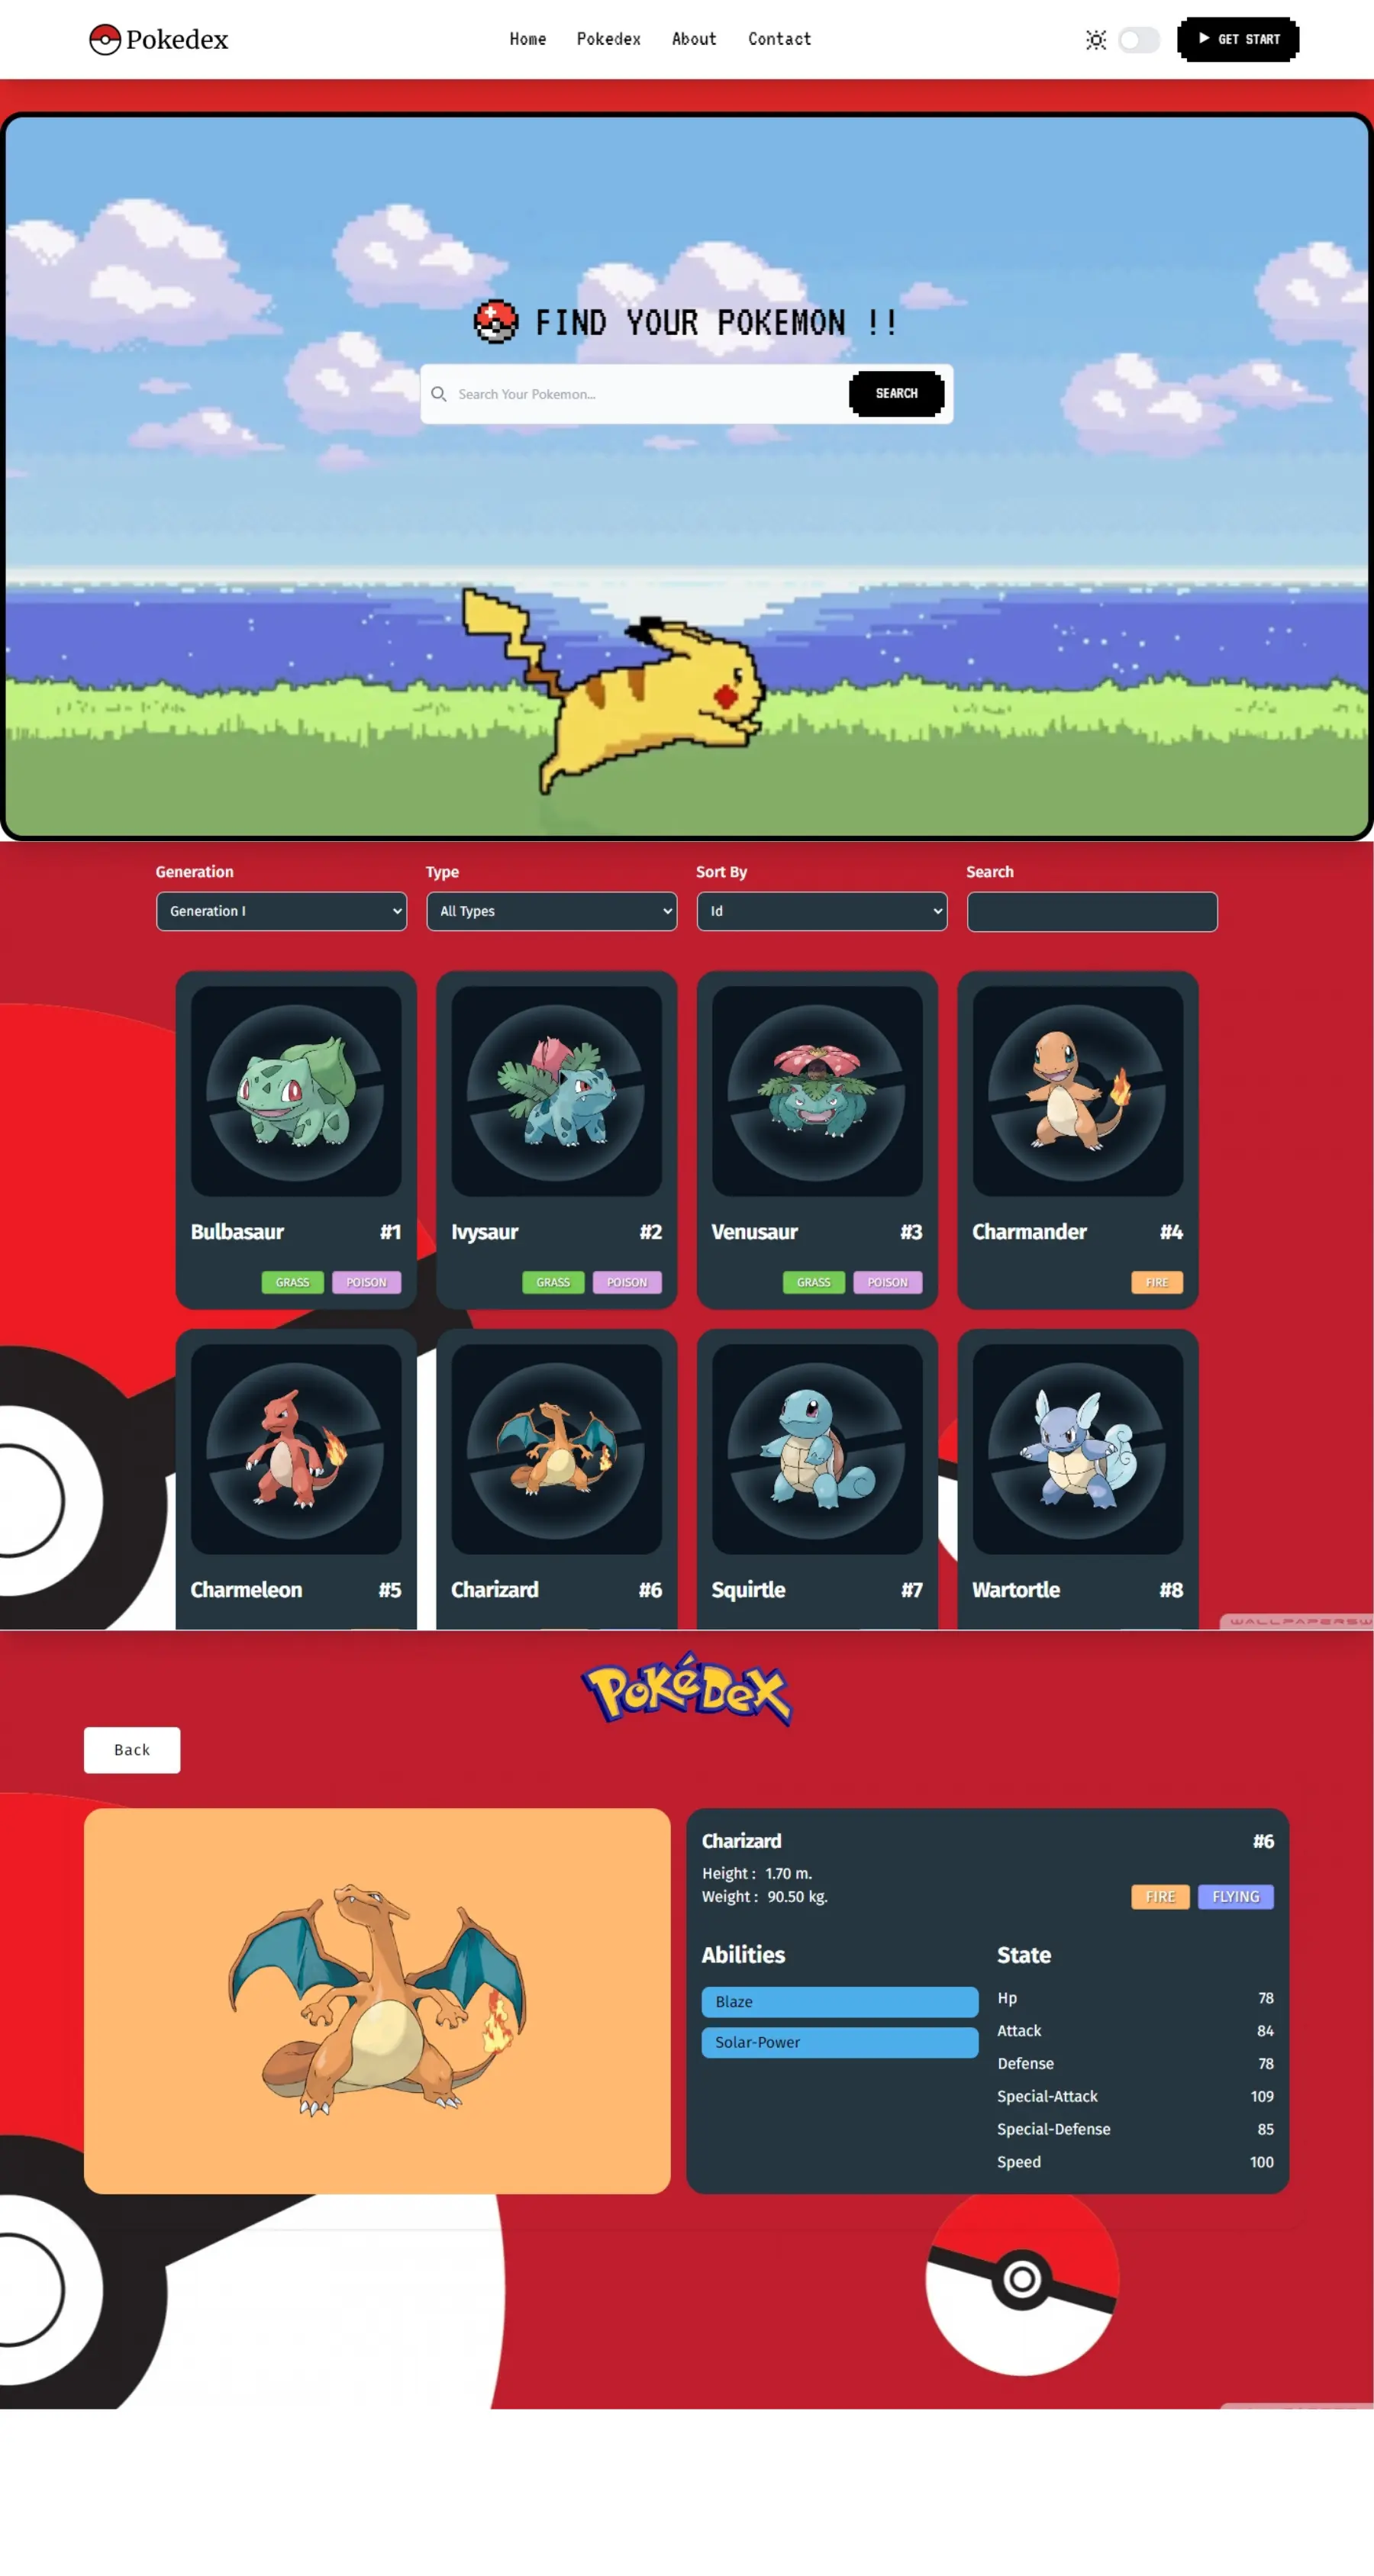 Pokedex
Home Pokedex About Contact
GET START
FIND YOUR POKEMON !!
Search Your Pokemon...
SEARCH
Generation Type Sort By Search
Generation I All Types Id
Bulbasaur #1
GRASS POISON
Ivysaur #2
GRASS POISON
Venusaur #3
GRASS POISON
Charmander #4
FIRE
Charmeleon #5
Charizard #6
Squirtle #7
Wartortle #8
POKéDEX
Back
Charizard #6
Height : 1.70 m.
Weight : 90.50 kg.
FIRE FLYING
Abilities
Blaze
Solar-Power
State
Hp 78
Attack 84
Defense 78
Special-Attack 109
Special-Defense 85
Speed 100